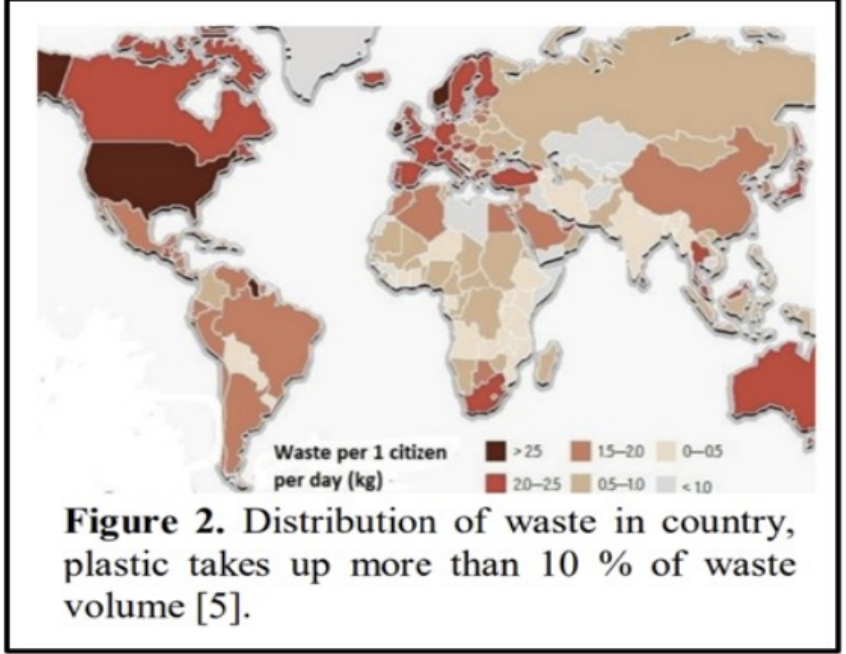 Waste per 1 citizen
per day (kg)
>25 1.5–2.0 0–0.5
2.0–2.5 0.5–1.0 <1.0
Figure 2. Distribution of waste in country,
plastic takes up more than 10 % of waste
volume [5].